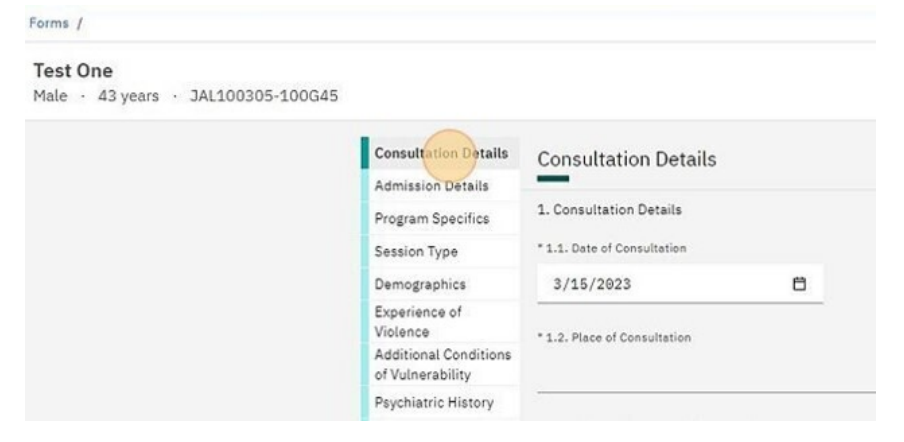 Forms /
Test One
Male · 43 years · JAL100305-100G45
Consultation Details
Admission Details
Program Specifics
Session Type
Demographics
Experience of
Violence
Additional Conditions
of Vulnerability
Psychiatric History
Consultation Details
1. Consultation Details
* 1.1. Date of Consultation
3/15/2023
* 1.2. Place of Consultation